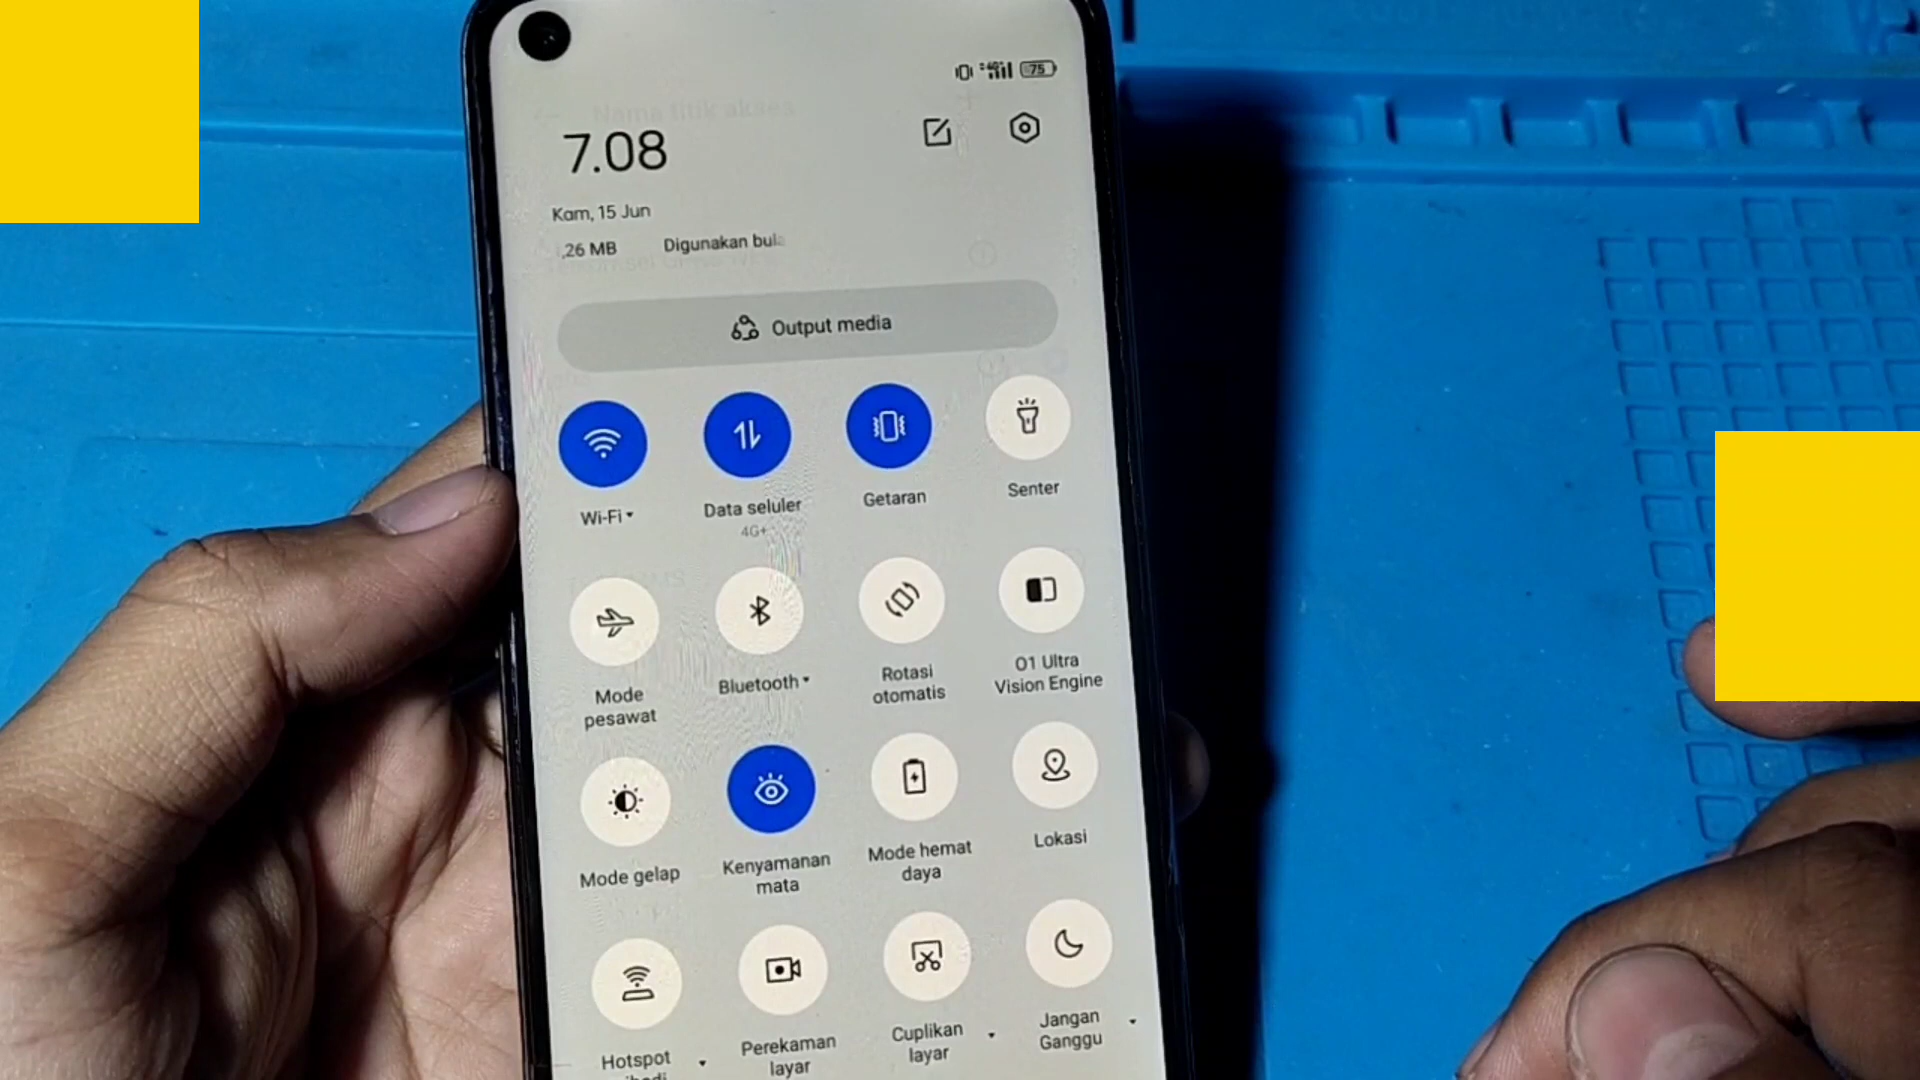 75
7.08
Kam, 15 Jun
,26 MB Digunakan bula
Output media
Wi-Fi
Data seluler
4G+
Getaran
Senter
Mode
pesawat
Bluetooth
Rotasi
otomatis
O1 Ultra
Vision Engine
Mode gelap
Kenyamanan
mata
Mode hemat
daya
Lokasi
Hotspot
Perekaman
layar
Cuplikan
layar
Jangan
Ganggu